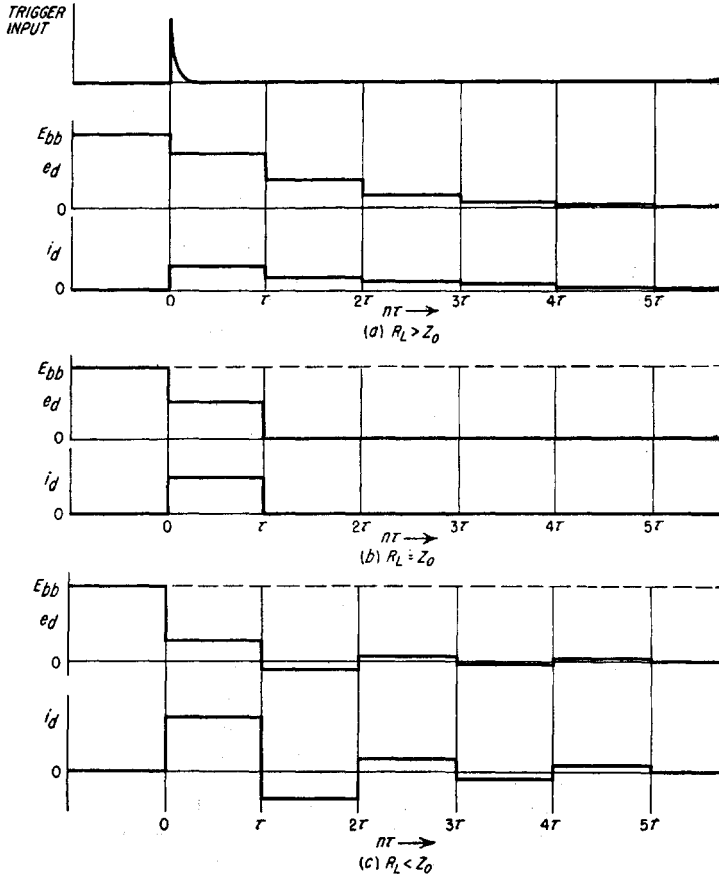 TRIGGER
INPUT
Ebb
ed
0
id
0
0 τ 2τ 3τ 4τ 5τ
nτ
(a) RL > Z0
Ebb
ed
0
id
0
0 τ 2τ 3τ 4τ 5τ
nτ
(b) RL = Z0
Ebb
ed
0
id
0
0 τ 2τ 3τ 4τ 5τ
nτ
(c) RL < Z0